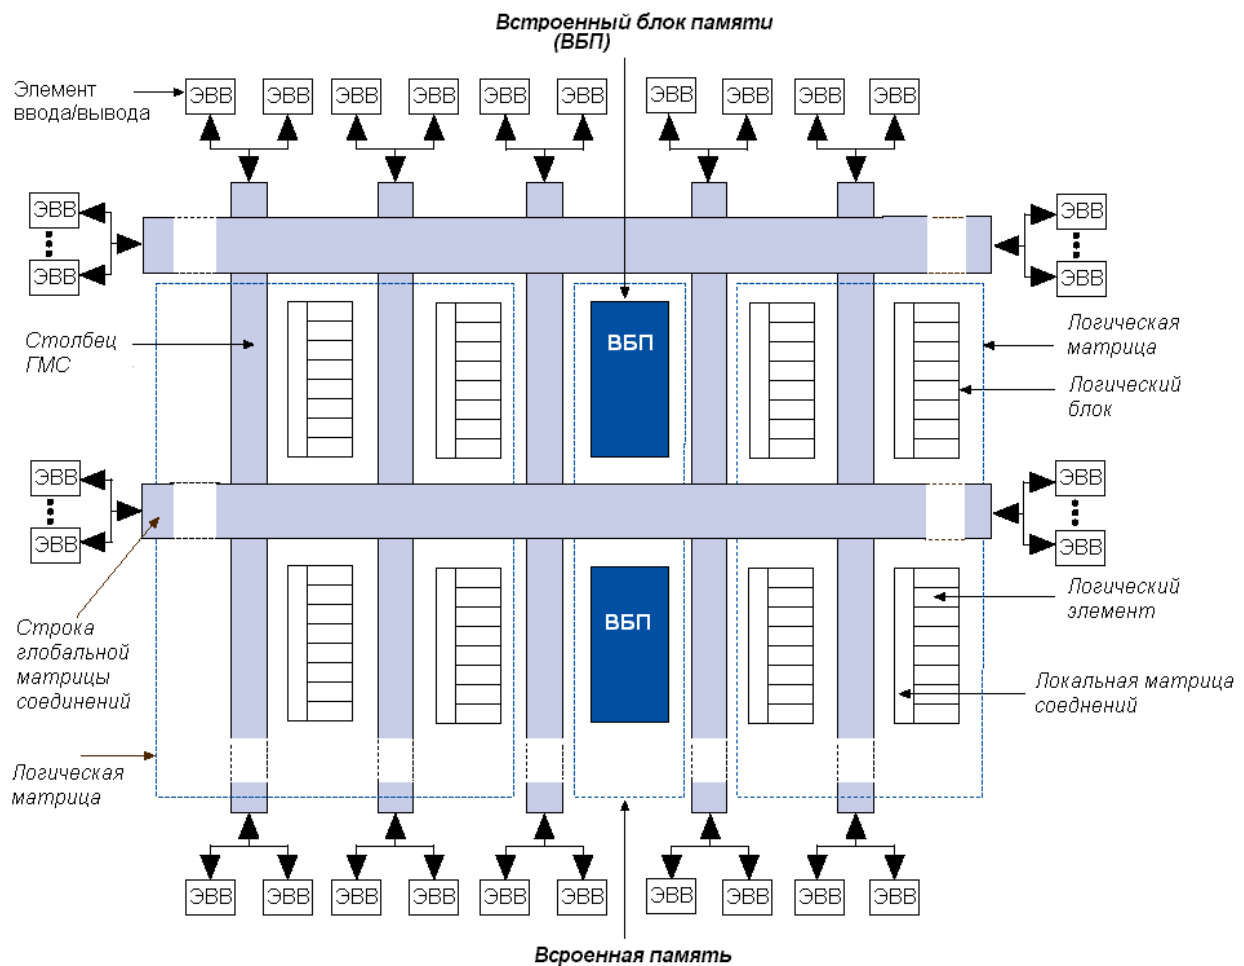 Встроенный блок памяти
(ВБП)
Элемент
ввода/вывода
ЭВВ ЭВВ ЭВВ ЭВВ ЭВВ ЭВВ ЭВВ ЭВВ ЭВВ ЭВВ
ЭВВ
ЭВВ
ЭВВ
ЭВВ
Столбец
ГМС
ВБП
Логическая
матрица
Логический
блок
ЭВВ
ЭВВ
ЭВВ
ЭВВ
Строка
глобальной
матрицы
соединений
ВБП
Логический
элемент
Локальная матрица
соеднений
Логическая
матрица
ЭВВ ЭВВ ЭВВ ЭВВ ЭВВ ЭВВ ЭВВ ЭВВ ЭВВ ЭВВ
Всроенная память